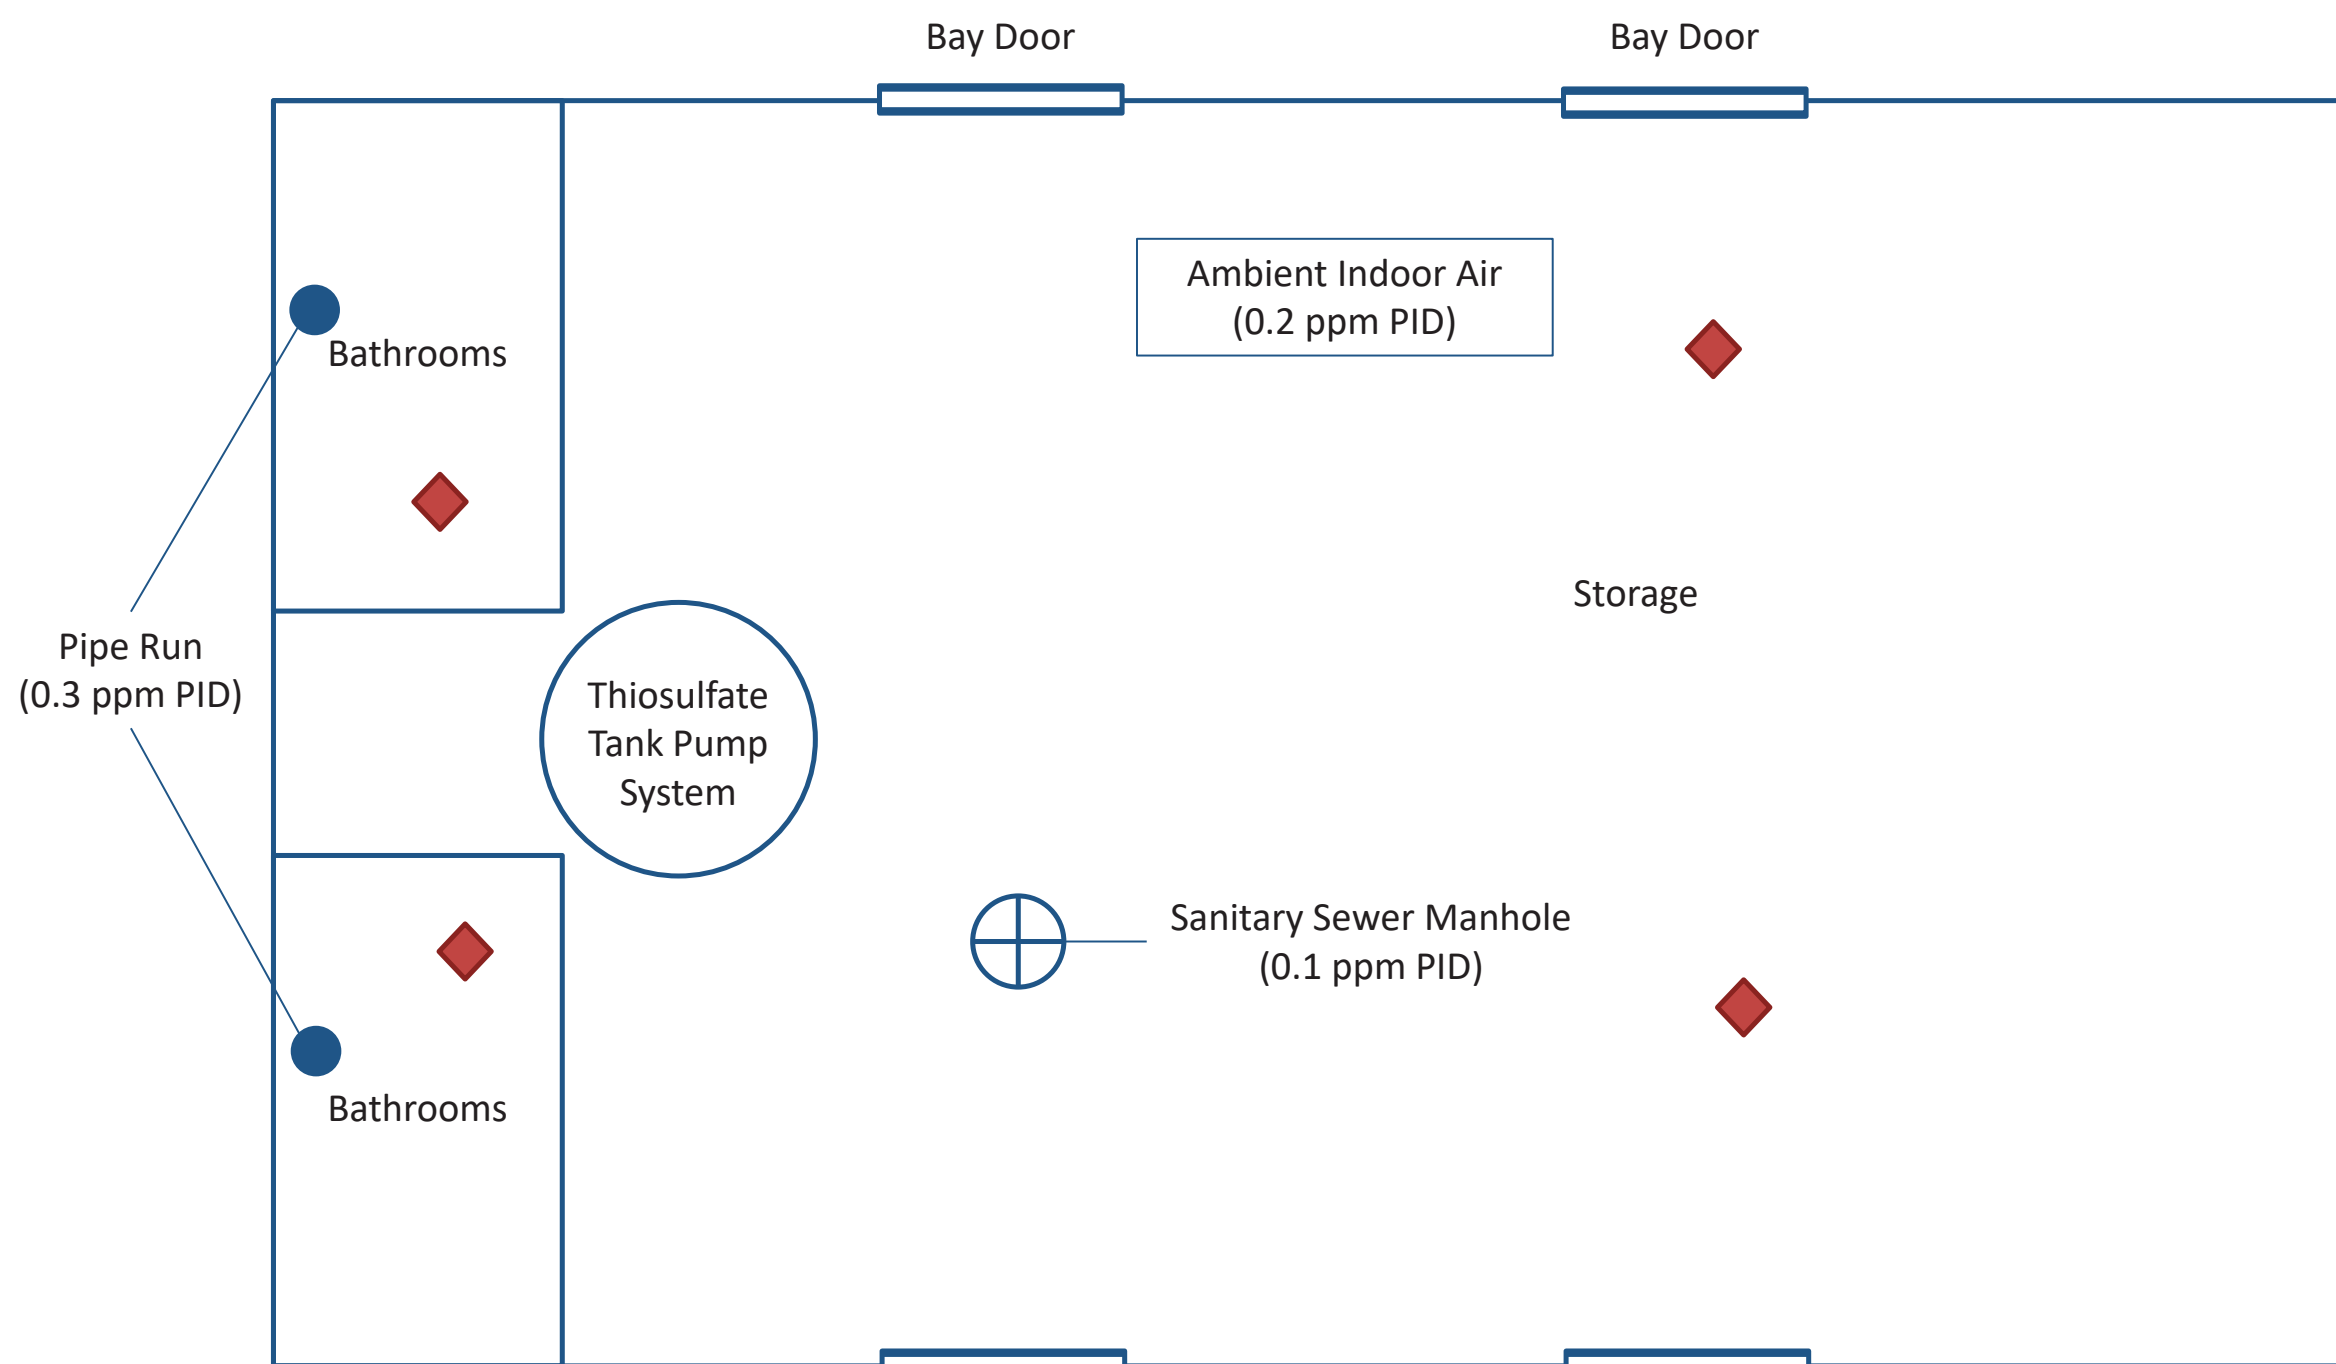 Bay Door
Bay Door
Ambient Indoor Air
(0.2 ppm PID)
Bathrooms
Storage
Pipe Run
(0.3 ppm PID)
Thiosulfate
Tank Pump
System
Sanitary Sewer Manhole
(0.1 ppm PID)
Bathrooms